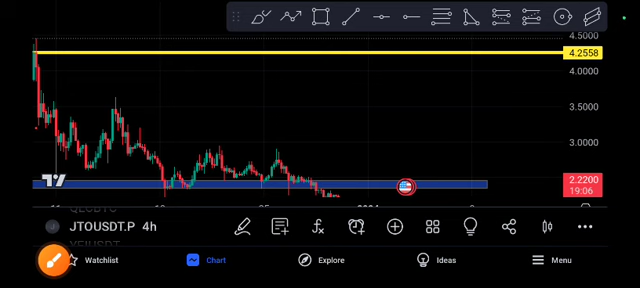 4.5000
4.2558
4.0000
3.5000
3.0000
2.2200
19:06
JTOUSDT.P 4h
Watchlist
Chart
Explore
Ideas
Menu